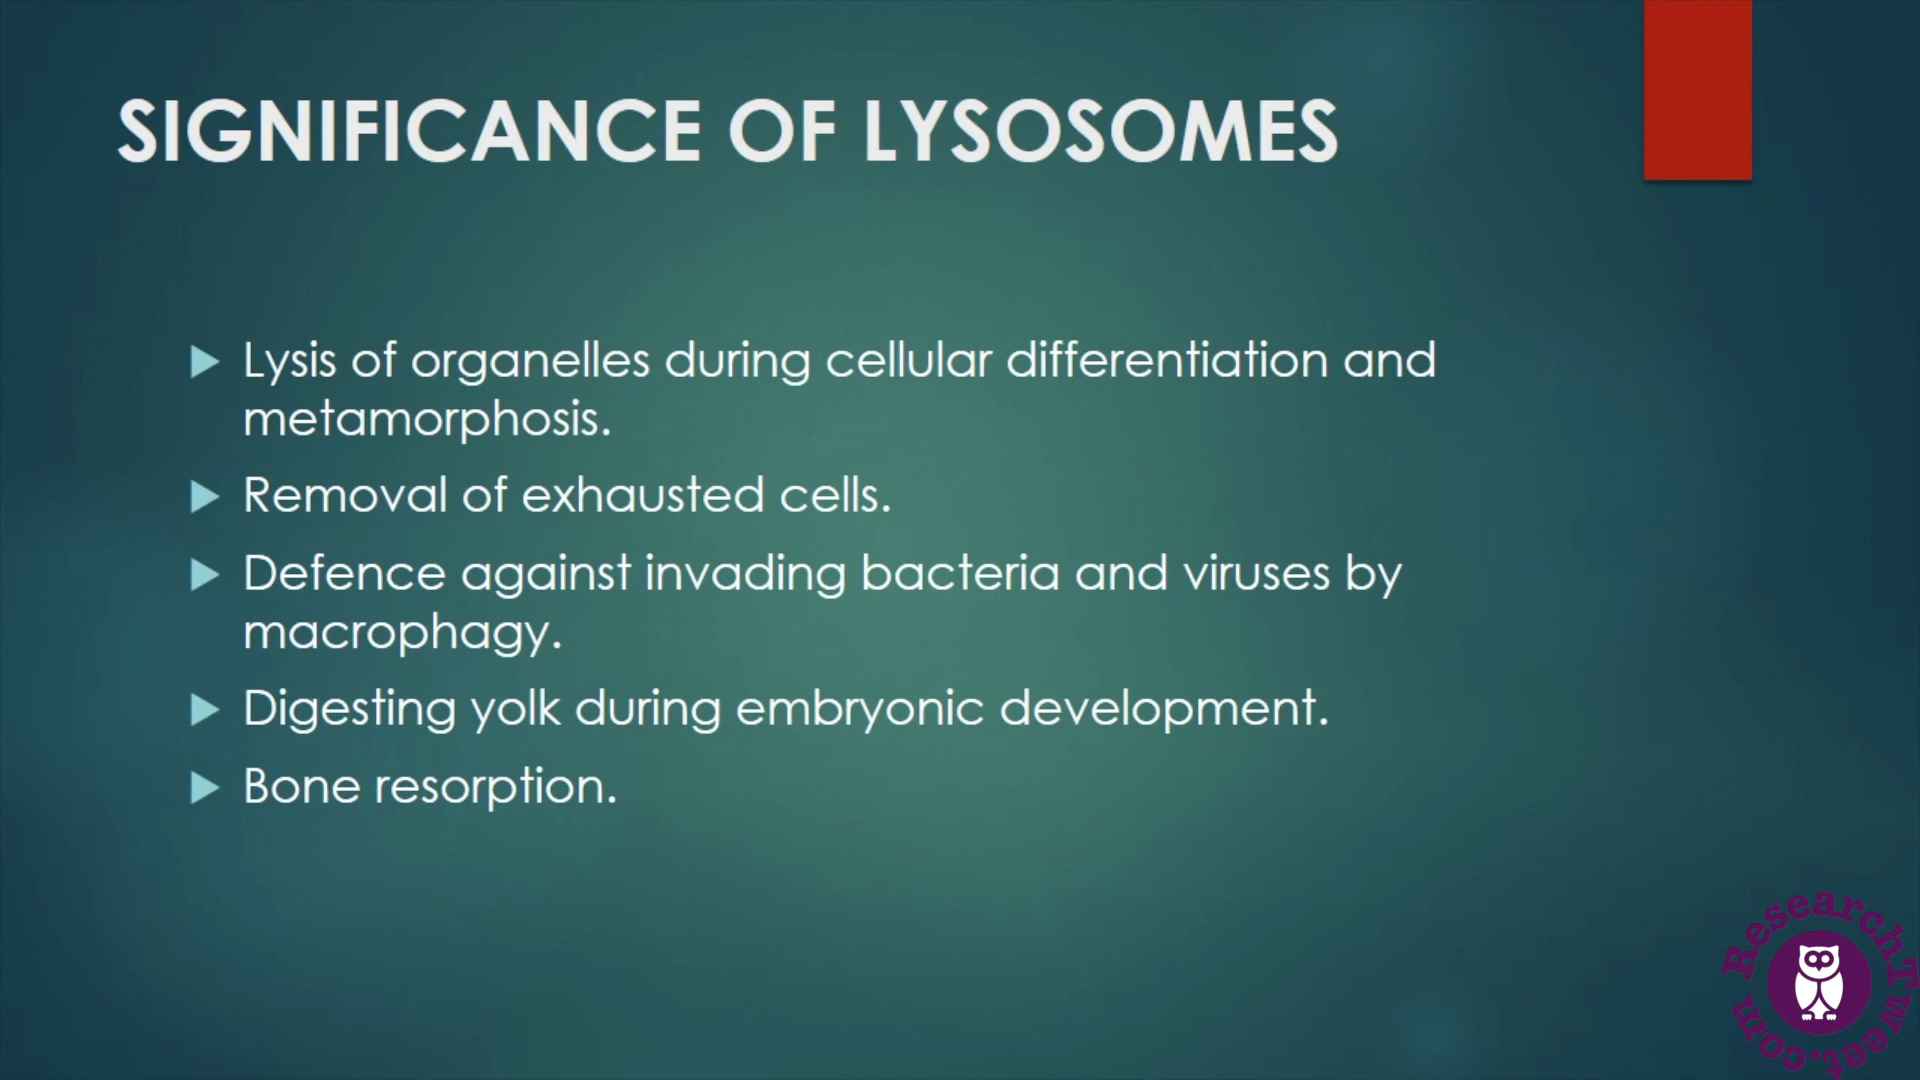 SIGNIFICANCE OF LYSOSOMES
Lysis of organelles during cellular differentiation and
metamorphosis.
Removal of exhausted cells.
Defence against invading bacteria and viruses by
macrophagy.
Digesting yolk during embryonic development.
Bone resorption.
ResearchTweet.com